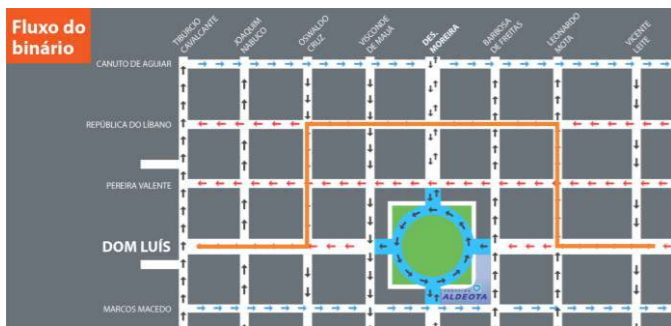 Fluxo do
binário
TIBÚRCIO
CAVALCANTE
JOAQUIM
NABUCO
OSWALDO
CRUZ
VISCONDE
DE MAUÁ
DES.
MOREIRA
BARBOSA
DE FREITAS
LEONARDO
MOTA
VICENTE
LEITE
CANUTO DE AGUIAR
REPÚBLICA DO LÍBANO
PEREIRA VALENTE
DOM LUÍS
MARCOS MACEDO
ALDEOTA